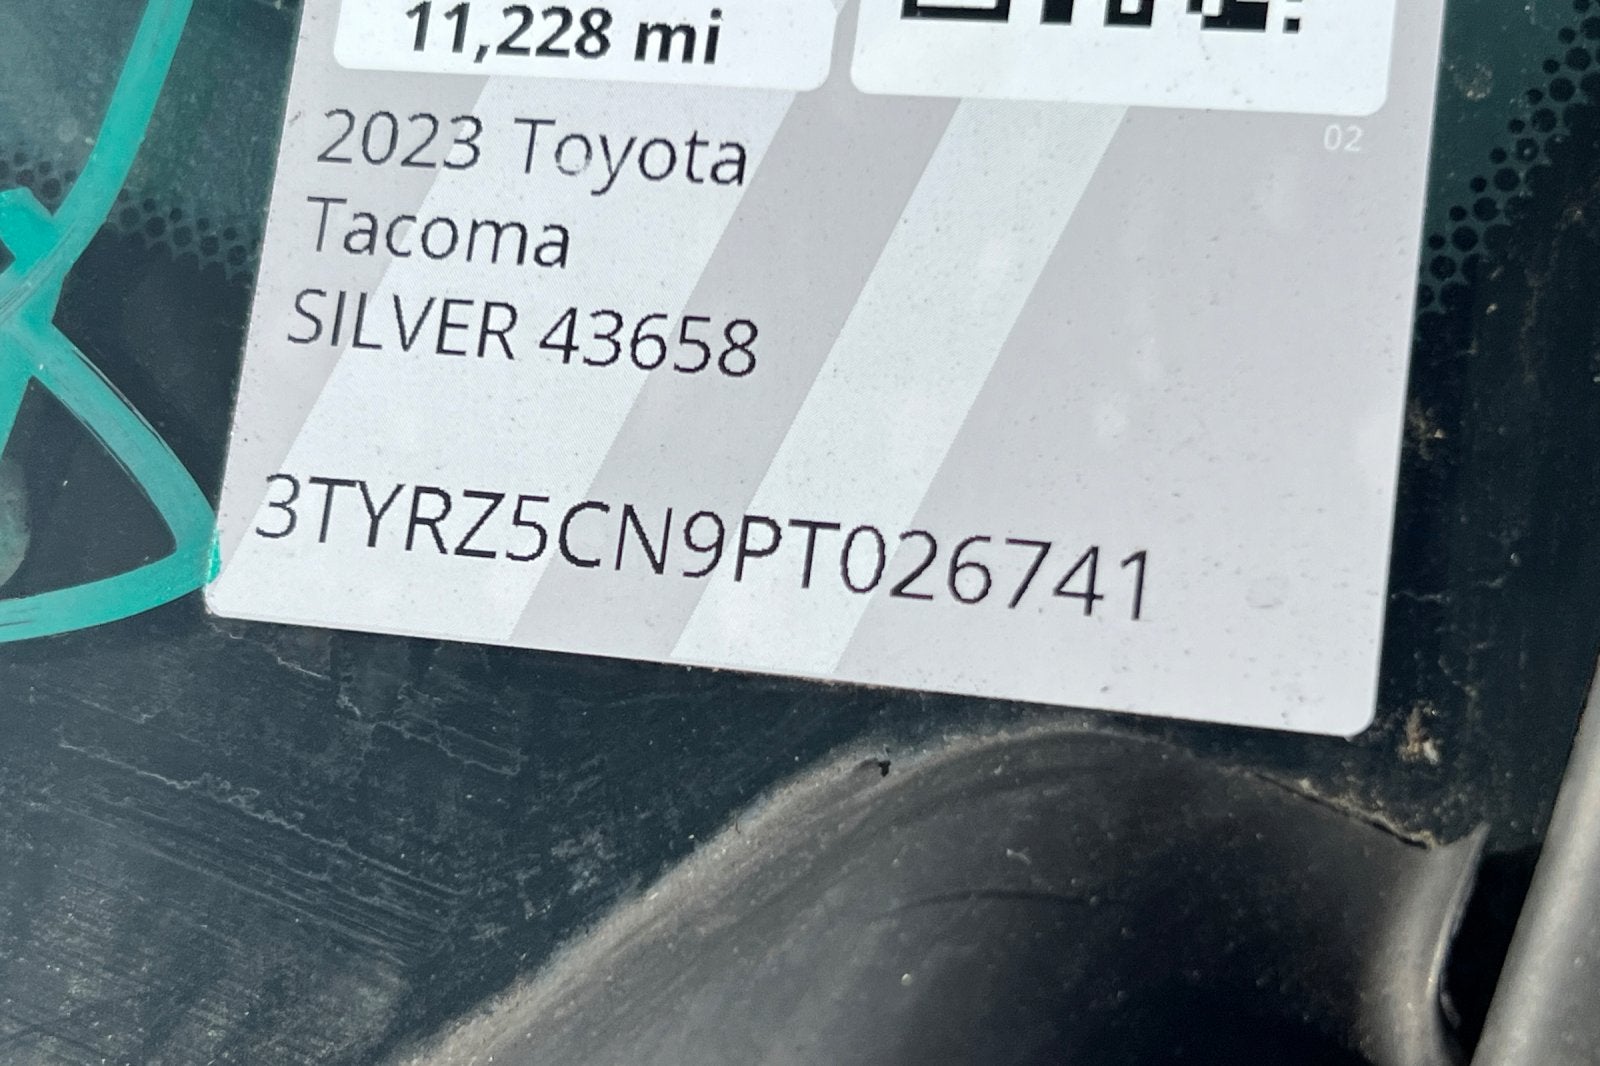 11,228 mi
02
2023 Toyota
Tacoma
SILVER 43658
3TYRZ5CN9PT026741